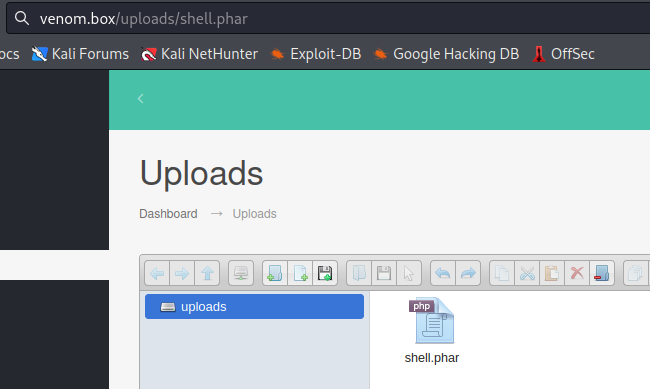 venom.box/uploads/shell.phar
ocs Kali Forums Kali NetHunter Exploit-DB Google Hacking DB OffSec
Uploads
Dashboard → Uploads
uploads
php
shell.phar